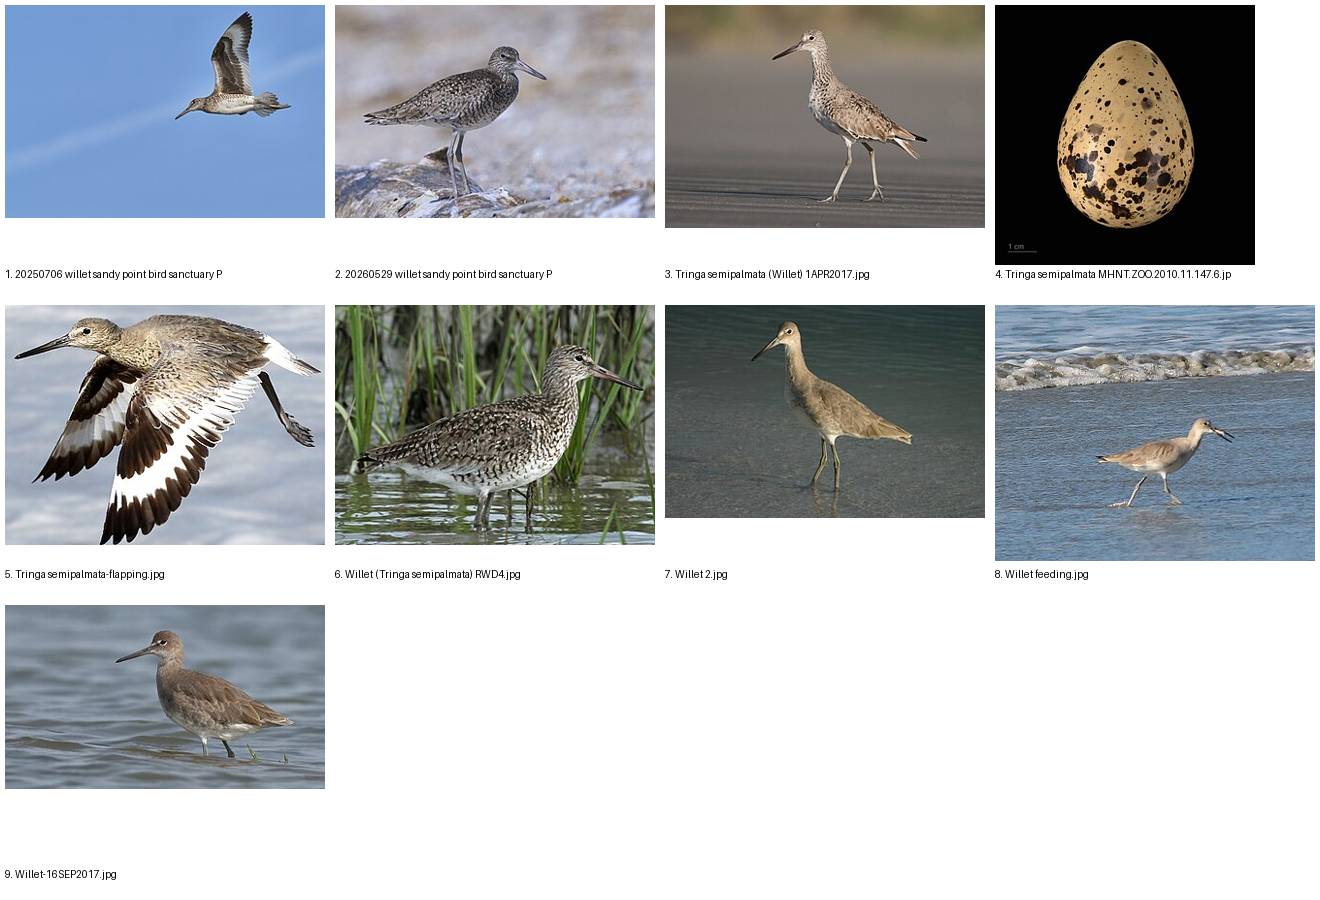 1 cm
1. 20250706 willet sandy point bird sanctuary P
2. 20260529 willet sandy point bird sanctuary P
3. Tringa semipalmata (Willet) 1APR2017.jpg
4. Tringa semipalmata MHNT.ZOO.2010.11.147.6.jp
5. Tringa semipalmata-flapping.jpg
6. Willet (Tringa semipalmata) RWD4.jpg
7. Willet 2.jpg
8. Willet feeding.jpg
9. Willet-16SEP2017.jpg